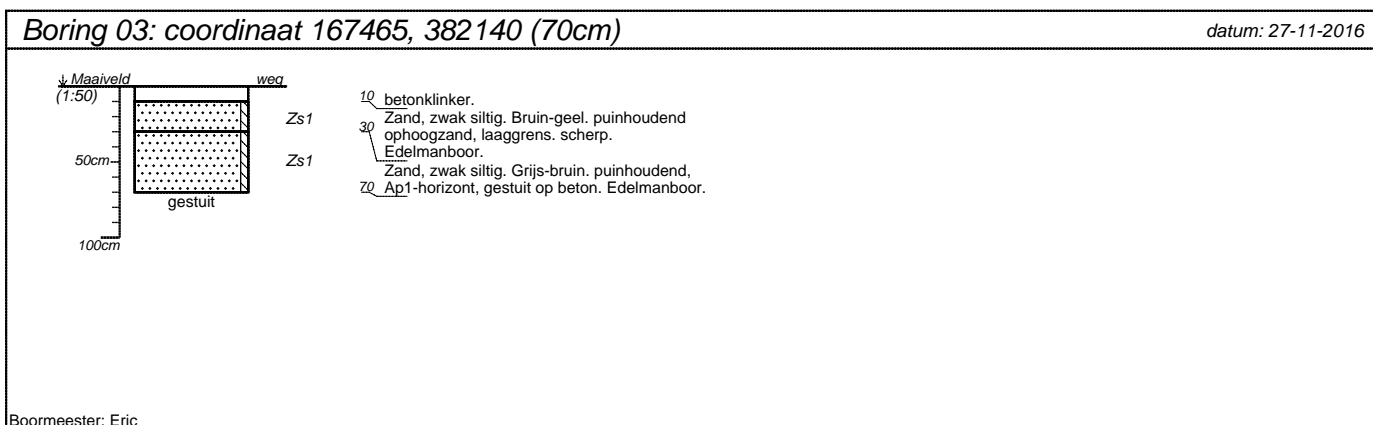 Boring 03: coordinaat 167465, 382140 (70cm)
datum: 27-11-2016
Maaiveld
weg
(1:50)
10 betonklinker.
Zs1
Zand, zwak siltig. Bruin-geel. puinhoudend
30 ophoogzand, laaggrens. scherp.
Edelmanboor.
50cm
Zs1
Zand, zwak siltig. Grijs-bruin. puinhoudend,
70 Ap1-horizont, gestuit op beton. Edelmanboor.
gestuit
100cm
Boormeester: Eric